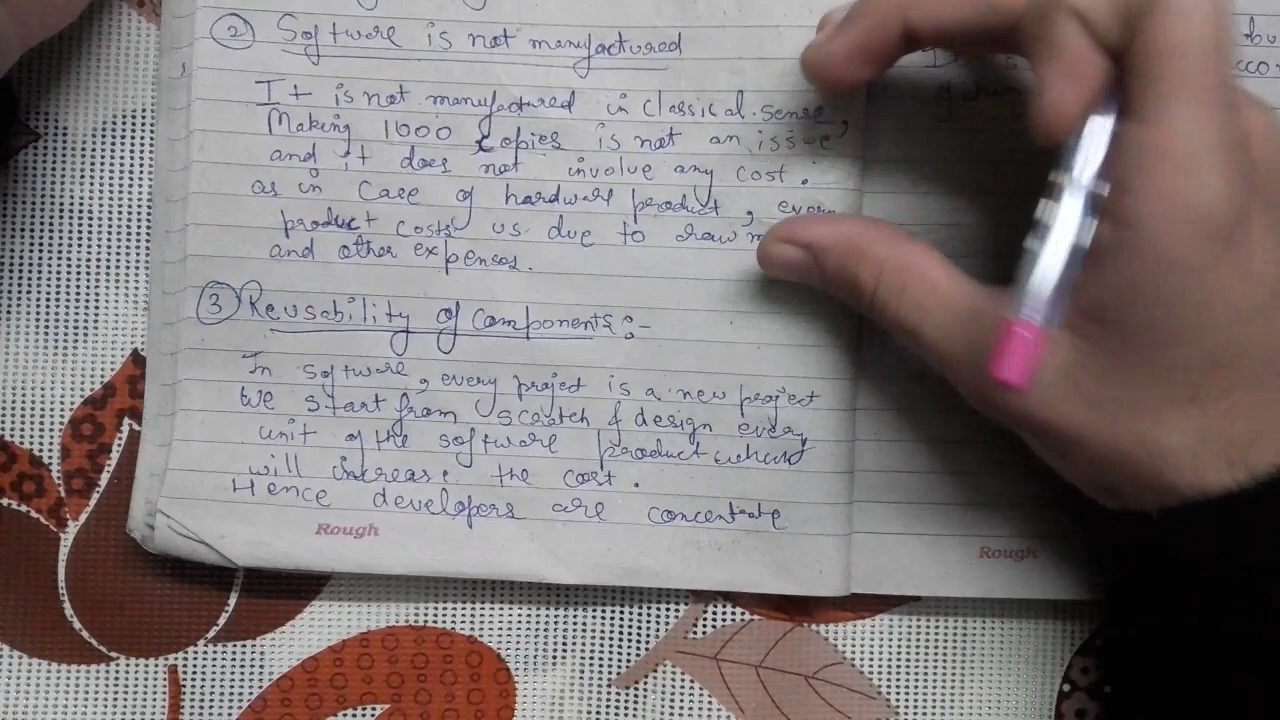 ② Software is not manufactured
It is not manufactured in classical sense,
Making 1000 copies is not an issue
and it does not involve any cost.
as in case of hardware product, every
product costs us due to raw
and other expenses.
③ Reusability of Components:-
In software, every project is a new project
We start from scratch & design every
unit of the software product which
will increase the cost.
Hence developers are concentrate
Rough
Rough